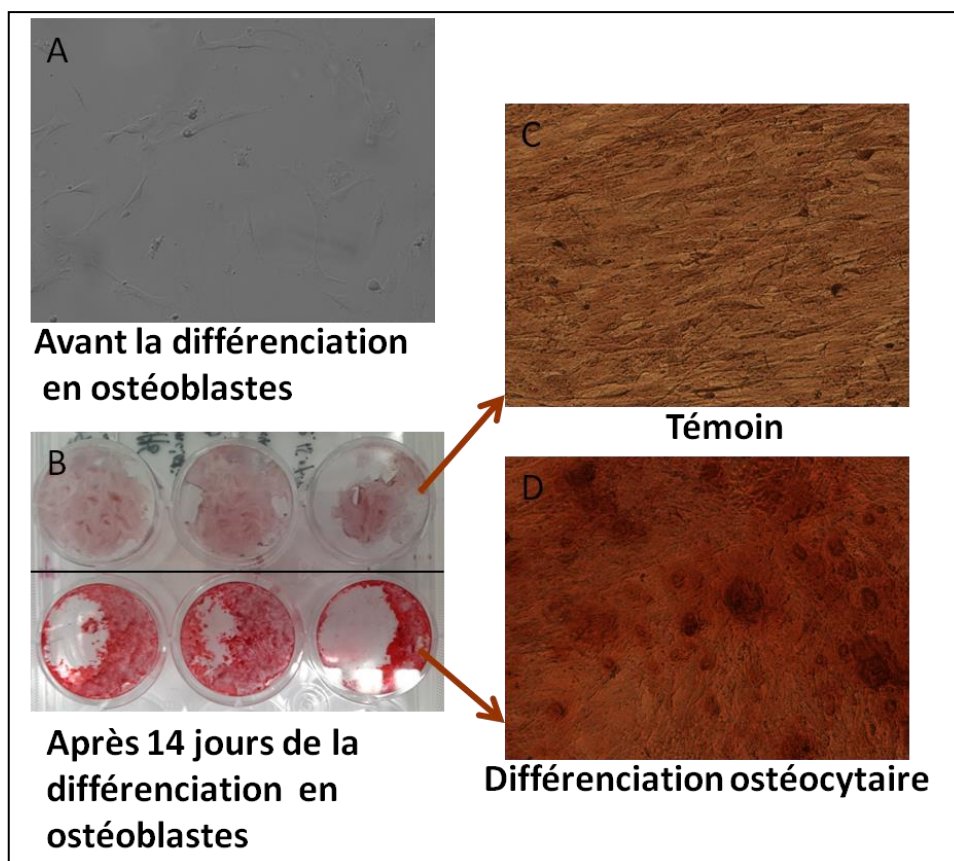 A
Avant la différenciation
en ostéoblastes
B
Après 14 jours de la
différenciation en
ostéoblastes
C
Témoin
D
Différenciation ostéocytaire